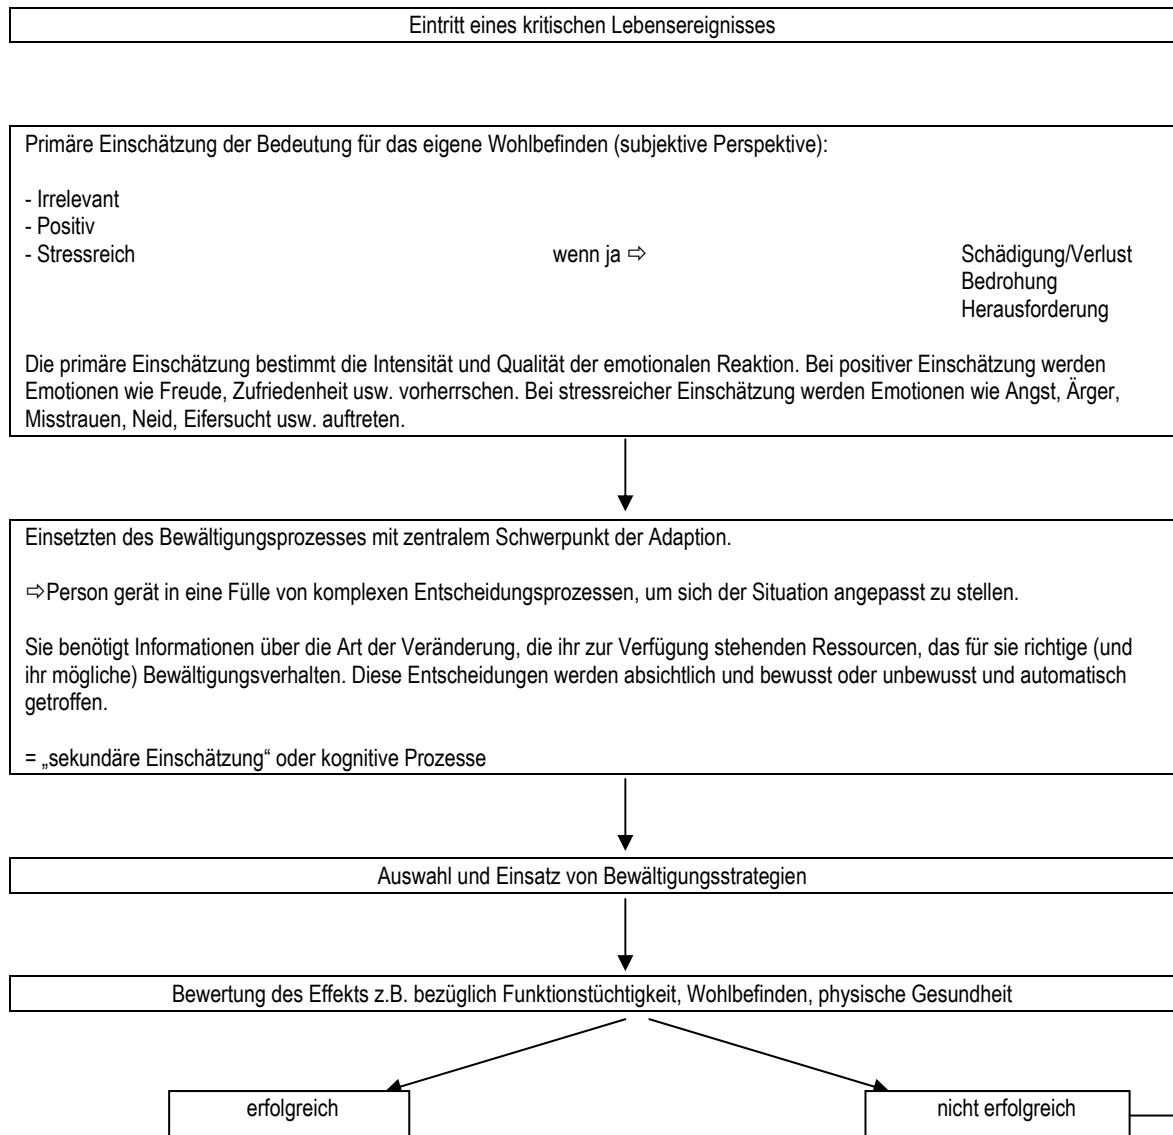 Eintritt eines kritischen Lebensereignisses
Primäre Einschätzung der Bedeutung für das eigene Wohlbefinden (subjektive Perspektive):
- Irrelevant
- Positiv
- Stressreich wenn ja ⇨ Schädigung/Verlust
Bedrohung
Herausforderung
Die primäre Einschätzung bestimmt die Intensität und Qualität der emotionalen Reaktion. Bei positiver Einschätzung werden
Emotionen wie Freude, Zufriedenheit usw. vorherrschen. Bei stressreicher Einschätzung werden Emotionen wie Angst, Ärger,
Misstrauen, Neid, Eifersucht usw. auftreten.
Einsetzten des Bewältigungsprozesses mit zentralem Schwerpunkt der Adaption.
⇨Person gerät in eine Fülle von komplexen Entscheidungsprozessen, um sich der Situation angepasst zu stellen.
Sie benötigt Informationen über die Art der Veränderung, die ihr zur Verfügung stehenden Ressourcen, das für sie richtige (und
ihr mögliche) Bewältigungsverhalten. Diese Entscheidungen werden absichtlich und bewusst oder unbewusst und automatisch
getroffen.
= „sekundäre Einschätzung“ oder kognitive Prozesse
Auswahl und Einsatz von Bewältigungsstrategien
Bewertung des Effekts z.B. bezüglich Funktionstüchtigkeit, Wohlbefinden, physische Gesundheit
erfolgreich nicht erfolgreich